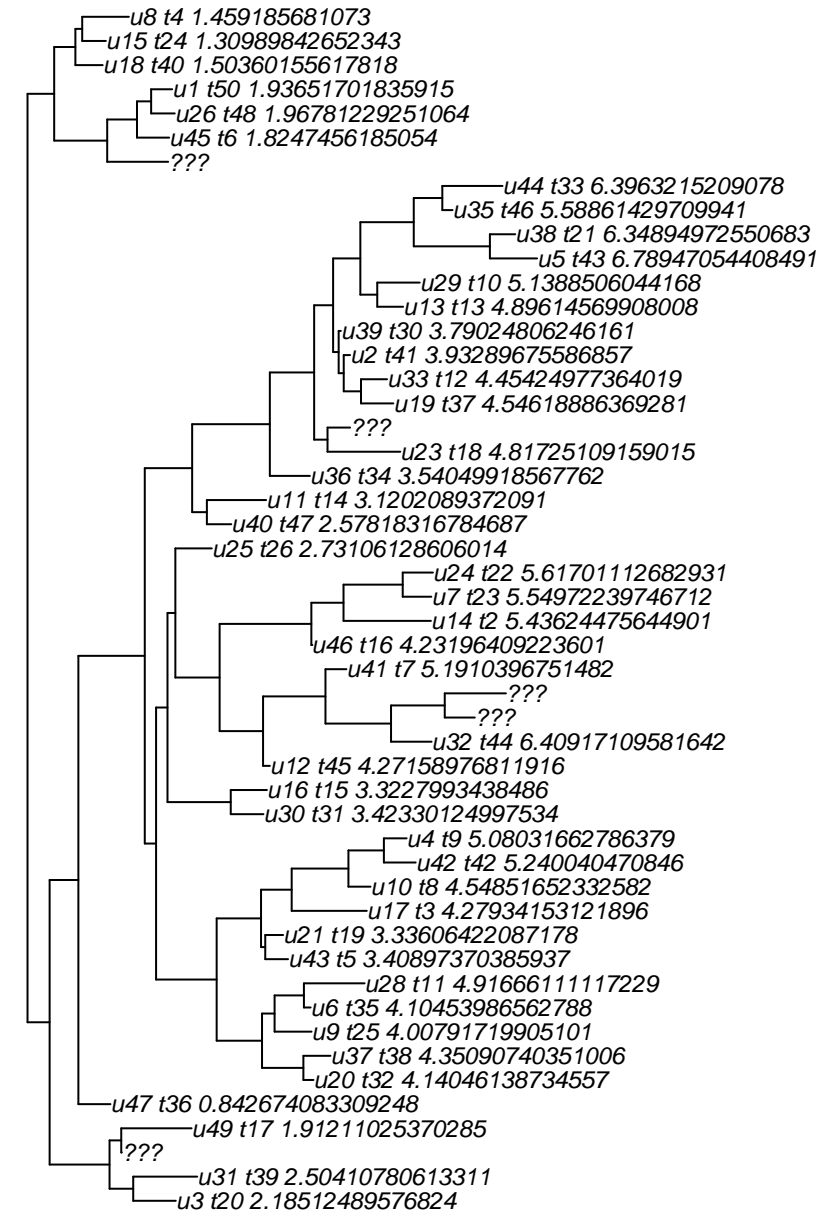 u8 t4 1.459185681073
u15 t24 1.30989842652343
u18 t40 1.50360155617818
u1 t50 1.93651701835915
u26 t48 1.96781229251064
u45 t6 1.8247456185054
???
u44 t33 6.3963215209078
u35 t46 5.58861429709941
u38 t21 6.34894972550683
u5 t43 6.78947054408491
u29 t10 5.1388506044168
u13 t13 4.89614569908008
u39 t30 3.79024806246161
u2 t41 3.93289675586857
u33 t12 4.45424977364019
u19 t37 4.54618886369281
???
u23 t18 4.81725109159015
u36 t34 3.54049918567762
u11 t14 3.1202089372091
u40 t47 2.57818316784687
u25 t26 2.73106128606014
u24 t22 5.61701112682931
u7 t23 5.54972239746712
u14 t2 5.43624475644901
u46 t16 4.23196409223601
u41 t7 5.1910396751482
???
???
u32 t44 6.40917109581642
u12 t45 4.27158976811916
u16 t15 3.3227993438486
u30 t31 3.42330124997534
u4 t9 5.08031662786379
u42 t42 5.240040470846
u10 t8 4.54851652332582
u17 t3 4.27934153121896
u21 t19 3.33606422087178
u43 t5 3.40897370385937
u28 t11 4.91666111117229
u6 t35 4.10453986562788
u9 t25 4.00791719905101
u37 t38 4.35090740351006
u20 t32 4.14046138734557
u47 t36 0.842674083309248
u49 t17 1.91211025370285
???
u31 t39 2.50410780613311
u3 t20 2.18512489576824